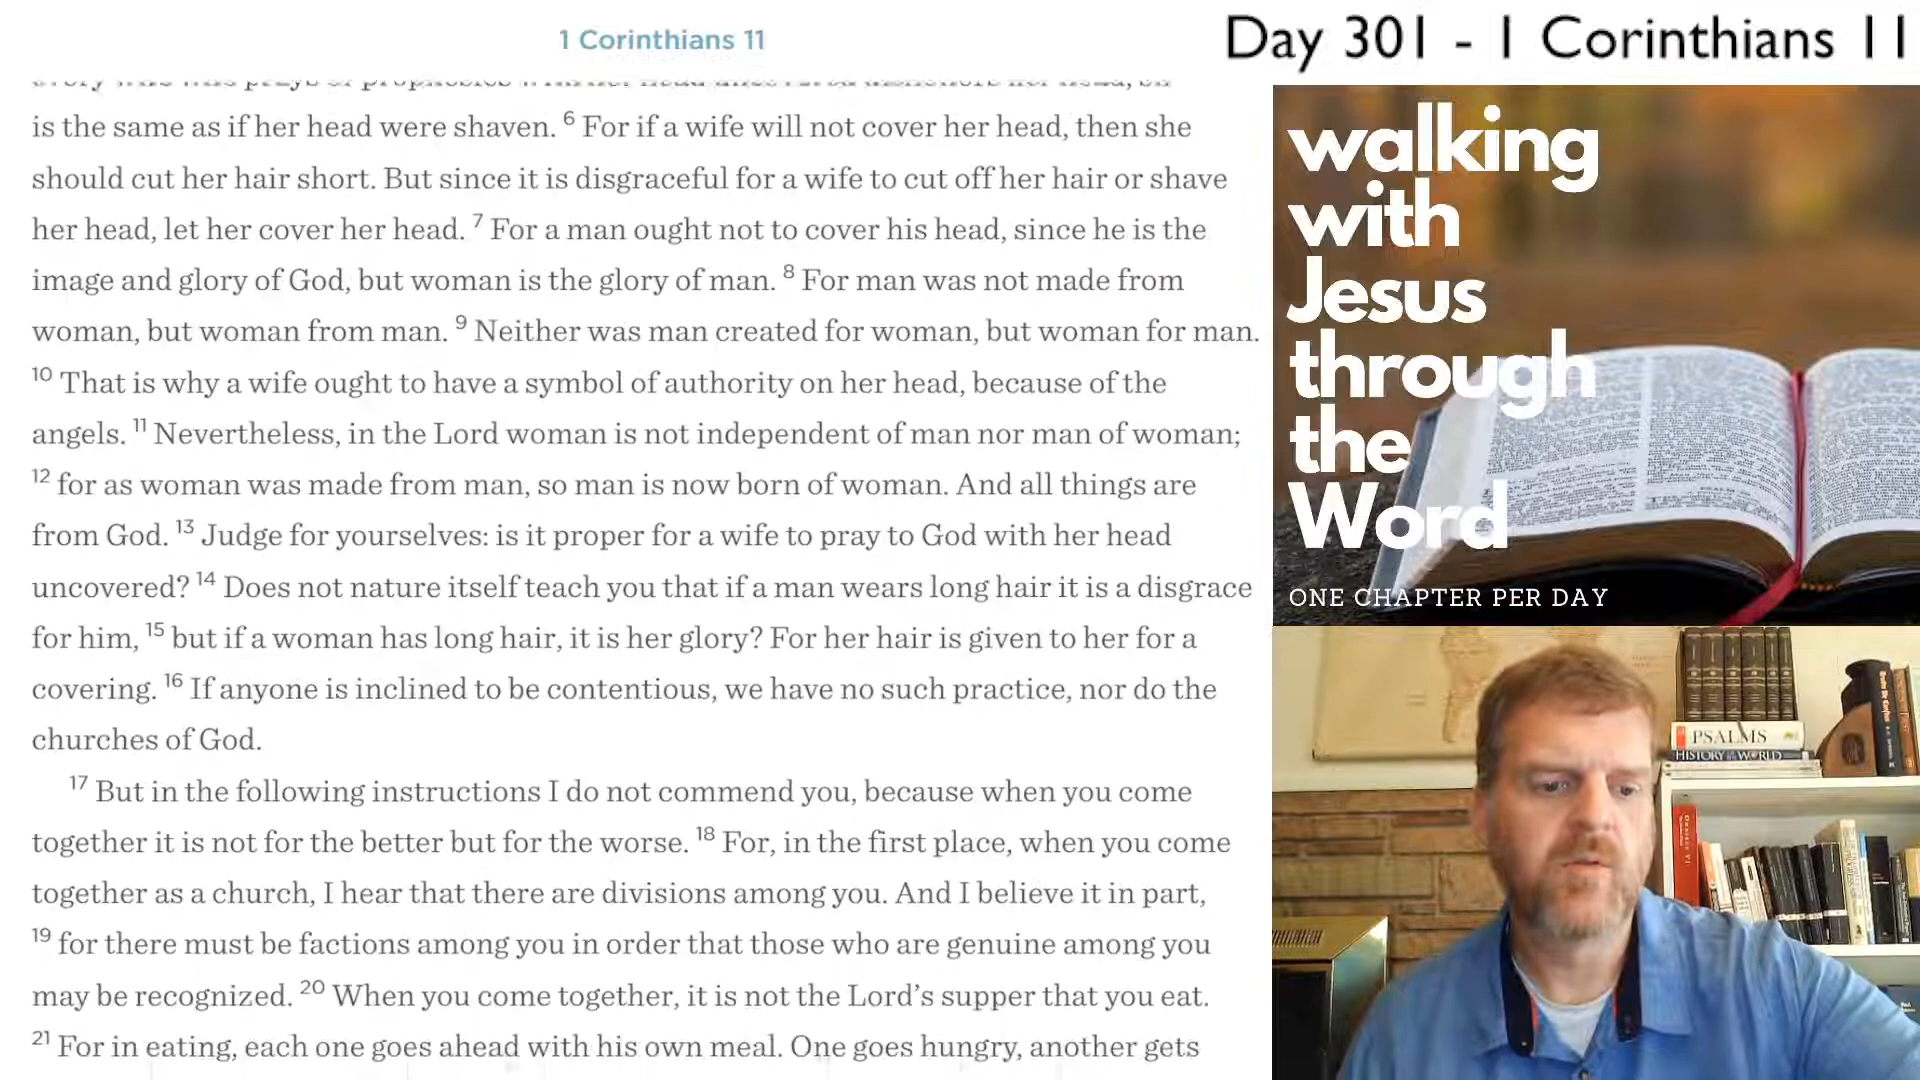 1 Corinthians 11
Day 301 - 1 Corinthians 11
is the same as if her head were shaven. 6 For if a wife will not cover her head, then she
should cut her hair short. But since it is disgraceful for a wife to cut off her hair or shave
her head, let her cover her head. 7 For a man ought not to cover his head, since he is the
image and glory of God, but woman is the glory of man. 8 For man was not made from
woman, but woman from man. 9 Neither was man created for woman, but woman for man.
10 That is why a wife ought to have a symbol of authority on her head, because of the
angels. 11 Nevertheless, in the Lord woman is not independent of man nor man of woman;
12 for as woman was made from man, so man is now born of woman. And all things are
from God. 13 Judge for yourselves: is it proper for a wife to pray to God with her head
uncovered? 14 Does not nature itself teach you that if a man wears long hair it is a disgrace
for him, 15 but if a woman has long hair, it is her glory? For her hair is given to her for a
covering. 16 If anyone is inclined to be contentious, we have no such practice, nor do the
churches of God.
17 But in the following instructions I do not commend you, because when you come
together it is not for the better but for the worse. 18 For, in the first place, when you come
together as a church, I hear that there are divisions among you. And I believe it in part,
19 for there must be factions among you in order that those who are genuine among you
may be recognized. 20 When you come together, it is not the Lord's supper that you eat.
21 For in eating, each one goes ahead with his own meal. One goes hungry, another gets
walking
with
Jesus
through
the
Word
ONE CHAPTER PER DAY
PSALMS
HISTORY OF THE WORLD